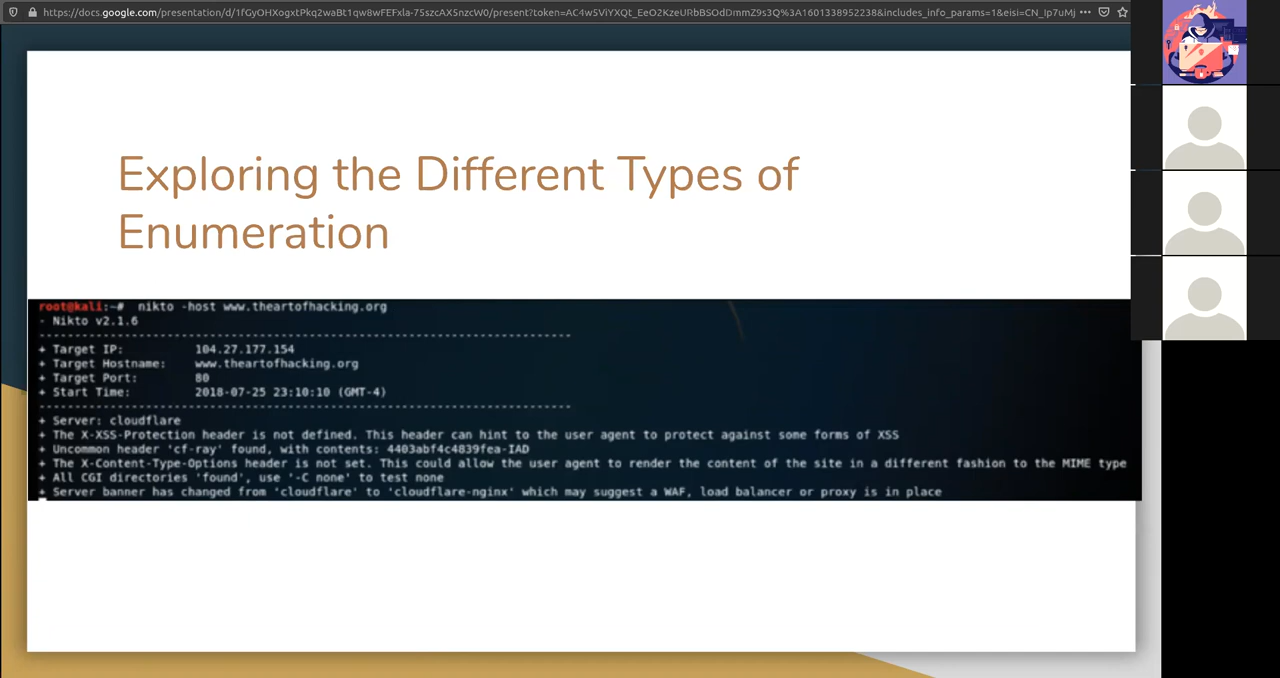 https://docs.google.com/presentation/d/1fGyOHXogxtPkq2waBt1qw8wFEFxla-75szcAX5nzcW0/present?token=AC4w5ViYXQt_EeO2KzeURbBSOdDmmZ9s3Q%3A1601338952238&includes_info_params=1&eisi=CN_Ip7uMj
Exploring the Different Types of
Enumeration
root@kali:~# nikto -host www.theartofhacking.org
- Nikto v2.1.6
---------------------------------------------------------------------------
+ Target IP: 104.27.177.154
+ Target Hostname: www.theartofhacking.org
+ Target Port: 80
+ Start Time: 2018-07-25 23:10:10 (GMT-4)
---------------------------------------------------------------------------
+ Server: cloudflare
+ The X-XSS-Protection header is not defined. This header can hint to the user agent to protect against some forms of XSS
+ Uncommon header 'cf-ray' found, with contents: 4403abf4c4839fea-IAD
+ The X-Content-Type-Options header is not set. This could allow the user agent to render the content of the site in a different fashion to the MIME type
+ All CGI directories 'found', use '-C none' to test none
+ Server banner has changed from 'cloudflare' to 'cloudflare-nginx' which may suggest a WAF, load balancer or proxy is in place